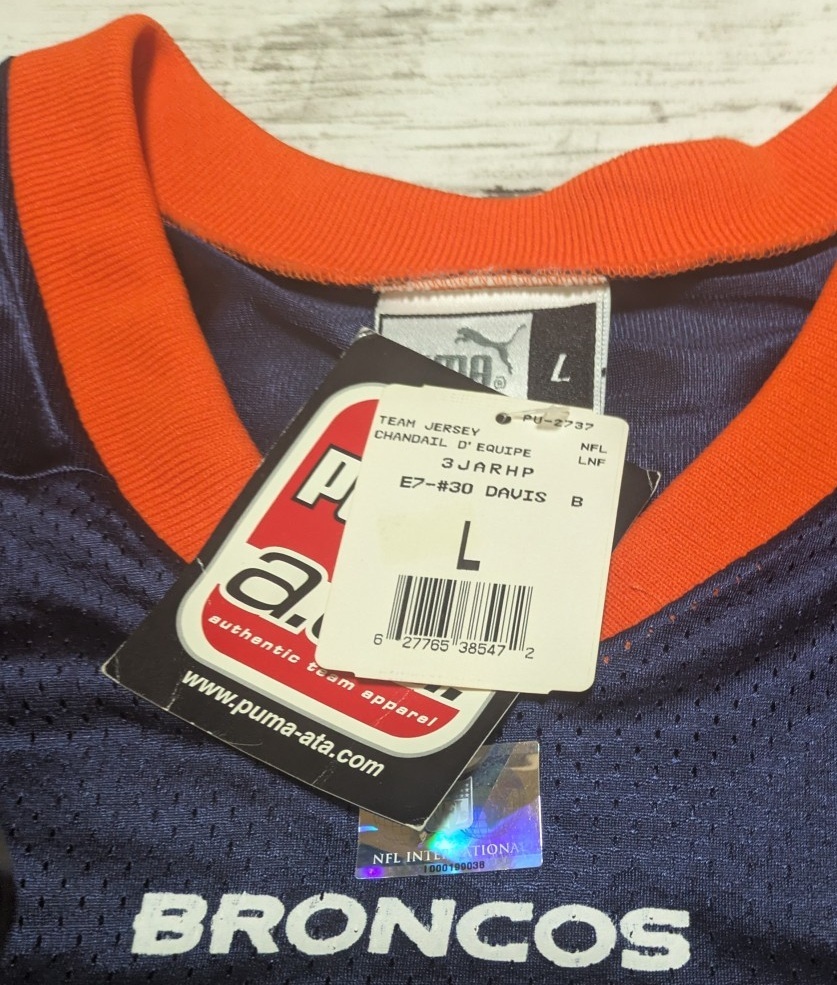 L
PU-2737
TEAM JERSEY
CHANDAIL D'EQUIPE
NFL
LNF
3JARHP
E7-#30 DAVIS B
L
6 27765 38547 2
authentic team apparel
www.puma-ata.com
NFL INTERNATIONAL
1000199038
BRONCOS